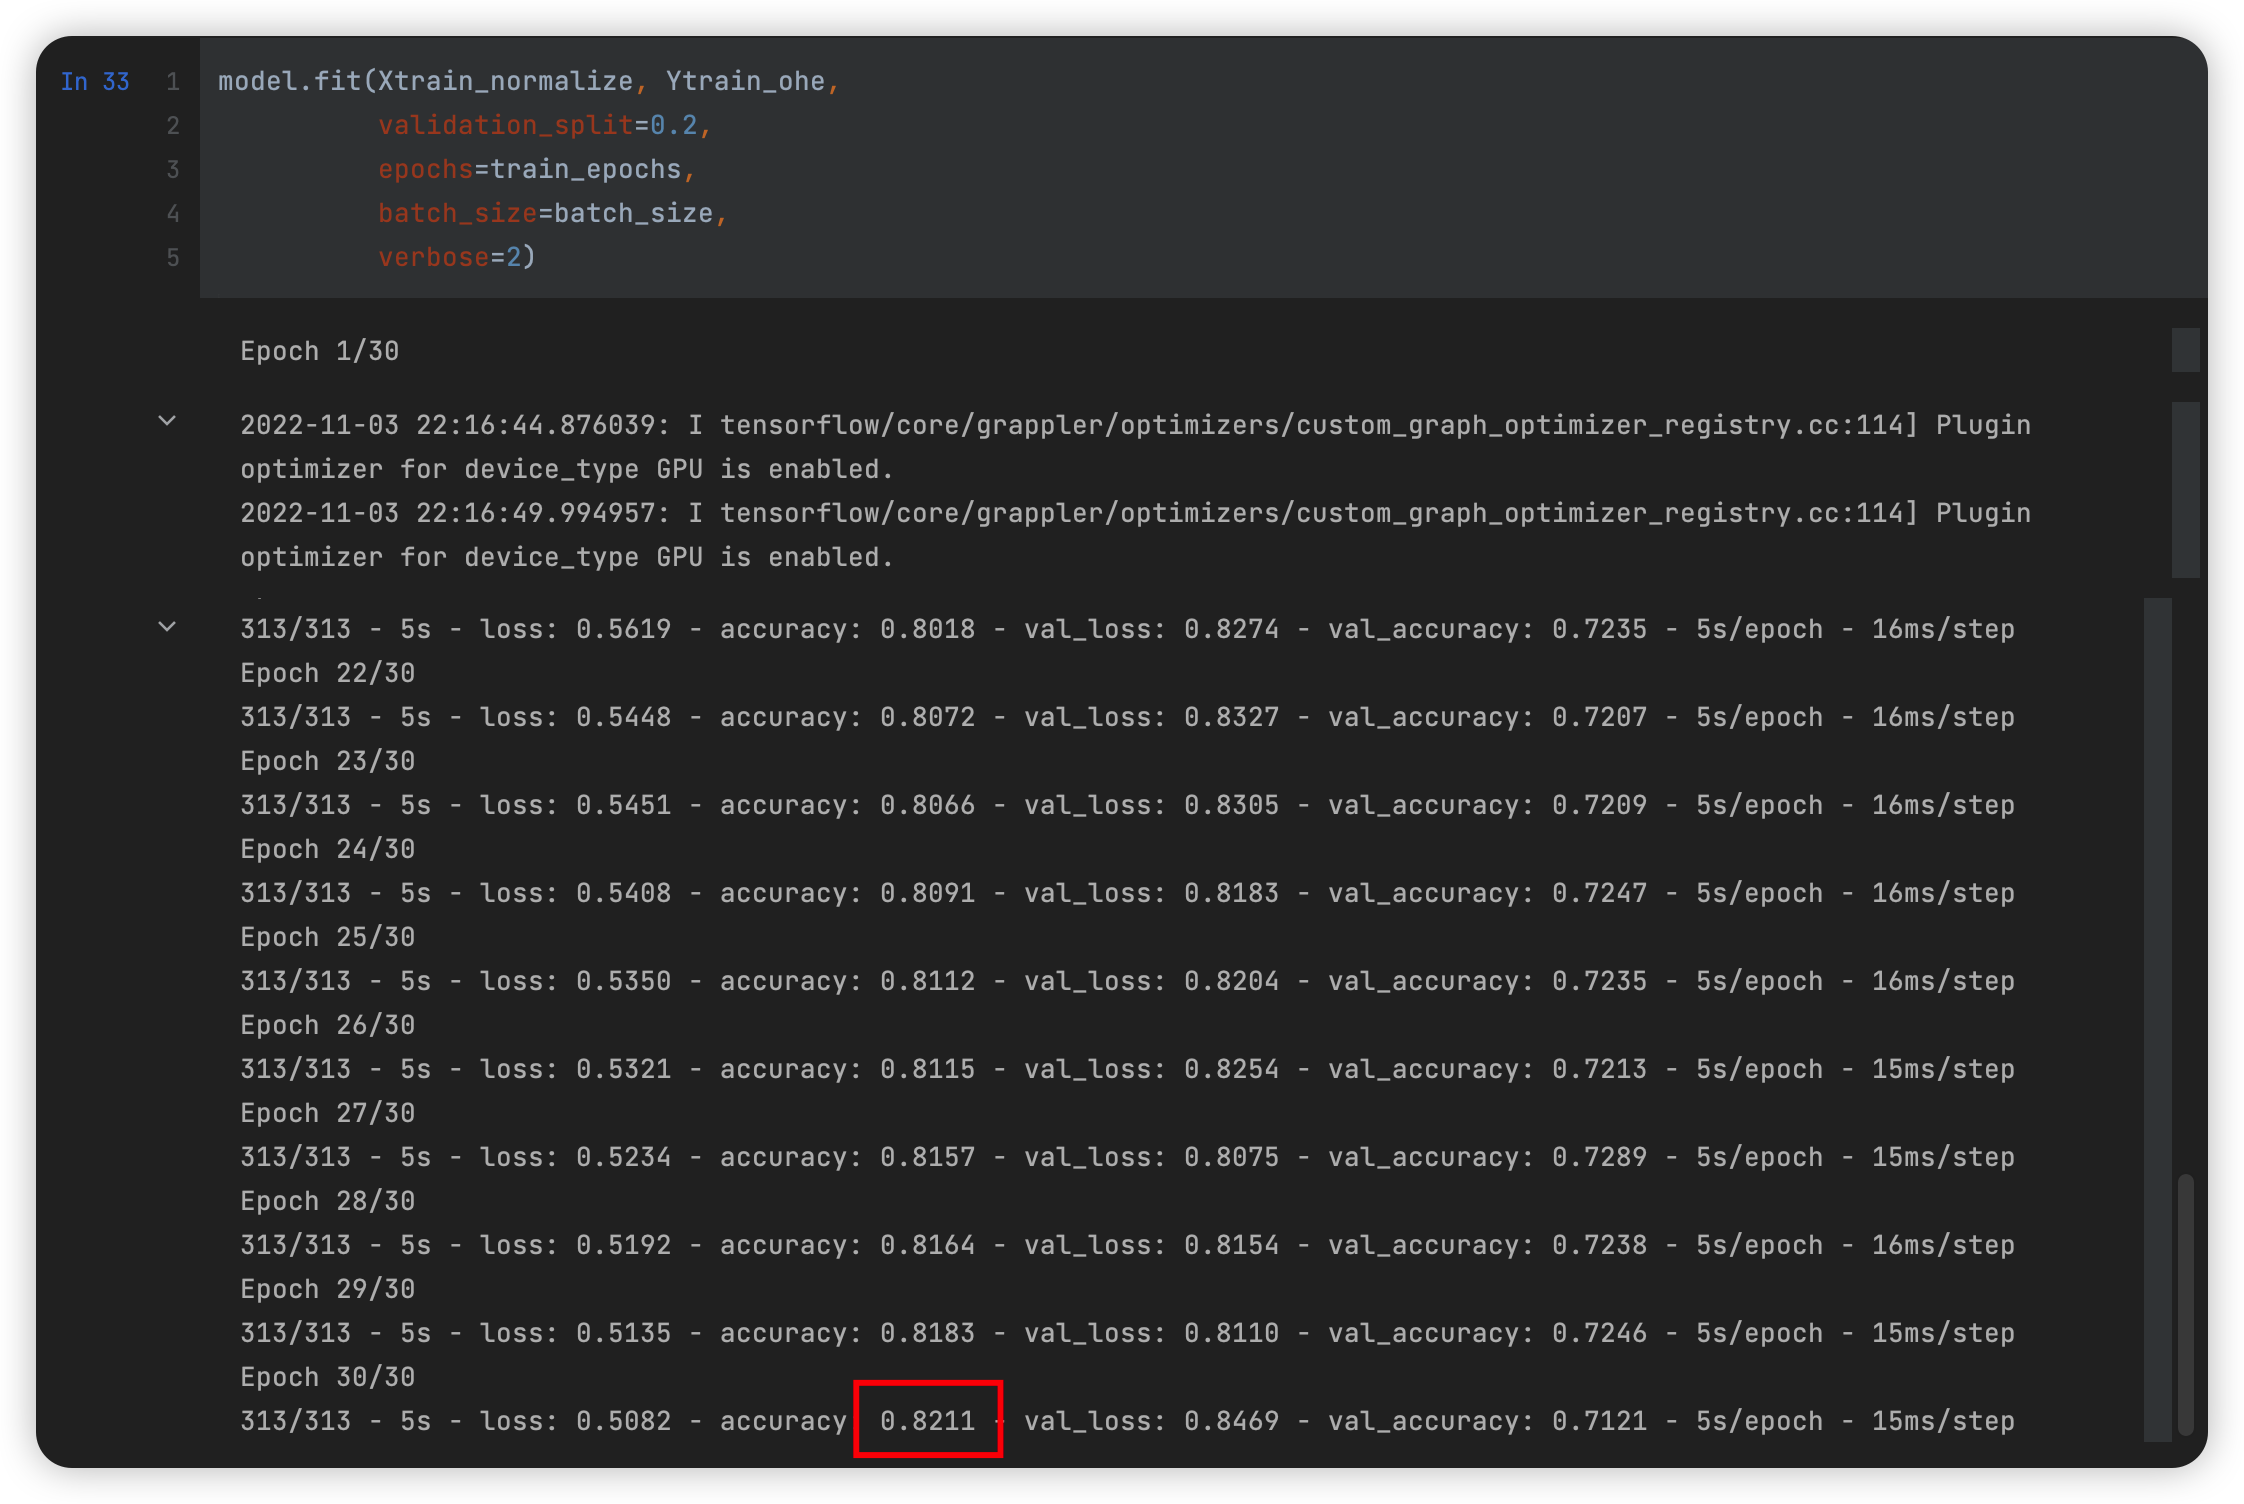 In 33
1 model.fit(Xtrain_normalize, Ytrain_ohe,
2 validation_split=0.2,
3 epochs=train_epochs,
4 batch_size=batch_size,
5 verbose=2)
Epoch 1/30
2022-11-03 22:16:44.876039: I tensorflow/core/grappler/optimizers/custom_graph_optimizer_registry.cc:114] Plugin
optimizer for device_type GPU is enabled.
2022-11-03 22:16:49.994957: I tensorflow/core/grappler/optimizers/custom_graph_optimizer_registry.cc:114] Plugin
optimizer for device_type GPU is enabled.
313/313 - 5s - loss: 0.5619 - accuracy: 0.8018 - val_loss: 0.8274 - val_accuracy: 0.7235 - 5s/epoch - 16ms/step
Epoch 22/30
313/313 - 5s - loss: 0.5448 - accuracy: 0.8072 - val_loss: 0.8327 - val_accuracy: 0.7207 - 5s/epoch - 16ms/step
Epoch 23/30
313/313 - 5s - loss: 0.5451 - accuracy: 0.8066 - val_loss: 0.8305 - val_accuracy: 0.7209 - 5s/epoch - 16ms/step
Epoch 24/30
313/313 - 5s - loss: 0.5408 - accuracy: 0.8091 - val_loss: 0.8183 - val_accuracy: 0.7247 - 5s/epoch - 16ms/step
Epoch 25/30
313/313 - 5s - loss: 0.5350 - accuracy: 0.8112 - val_loss: 0.8204 - val_accuracy: 0.7235 - 5s/epoch - 16ms/step
Epoch 26/30
313/313 - 5s - loss: 0.5321 - accuracy: 0.8115 - val_loss: 0.8254 - val_accuracy: 0.7213 - 5s/epoch - 15ms/step
Epoch 27/30
313/313 - 5s - loss: 0.5234 - accuracy: 0.8157 - val_loss: 0.8075 - val_accuracy: 0.7289 - 5s/epoch - 15ms/step
Epoch 28/30
313/313 - 5s - loss: 0.5192 - accuracy: 0.8164 - val_loss: 0.8154 - val_accuracy: 0.7238 - 5s/epoch - 16ms/step
Epoch 29/30
313/313 - 5s - loss: 0.5135 - accuracy: 0.8183 - val_loss: 0.8110 - val_accuracy: 0.7246 - 5s/epoch - 15ms/step
Epoch 30/30
313/313 - 5s - loss: 0.5082 - accuracy 0.8211 - val_loss: 0.8469 - val_accuracy: 0.7121 - 5s/epoch - 15ms/step